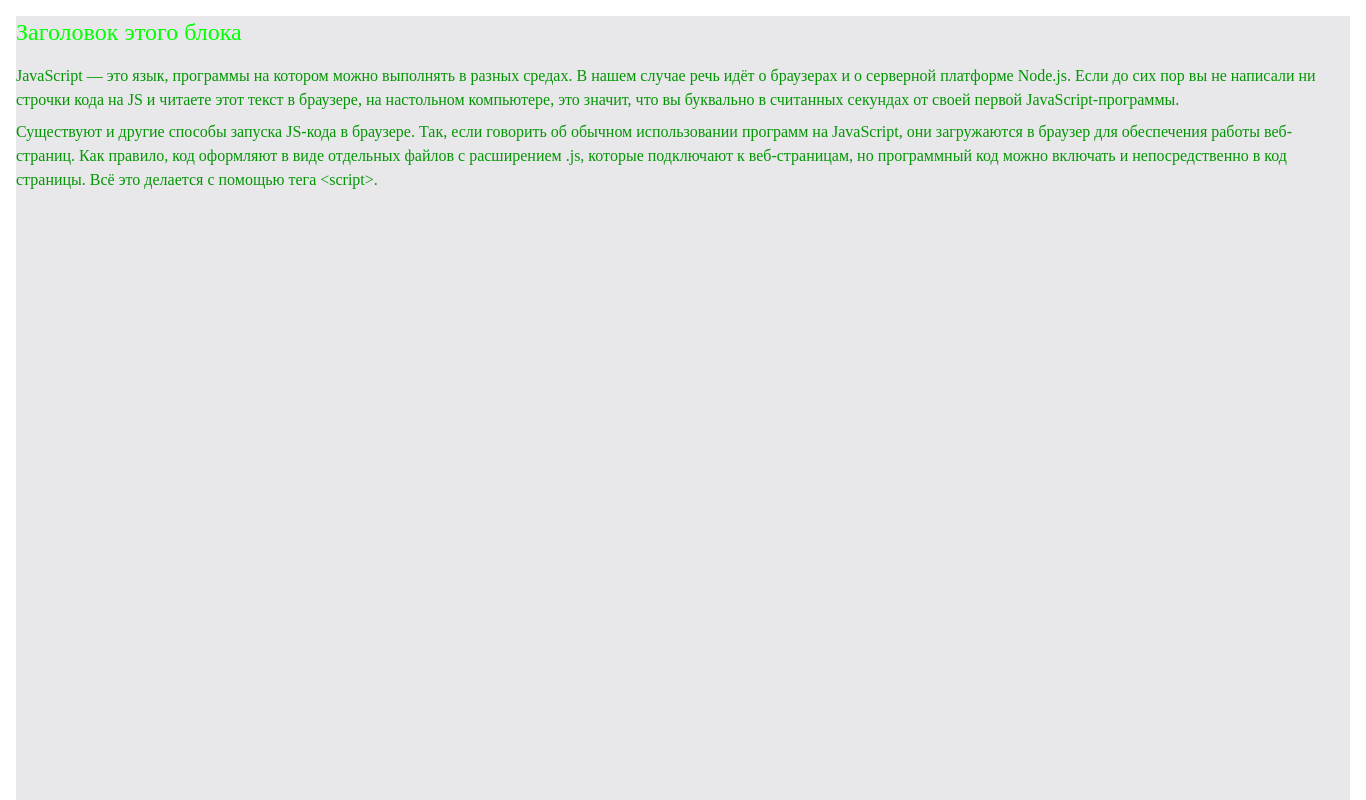 Заголовок этого блока
JavaScript — это язык, программы на котором можно выполнять в разных средах. В нашем случае речь идёт о браузерах и о серверной платформе Node.js. Если до сих пор вы не написали ни
строчки кода на JS и читаете этот текст в браузере, на настольном компьютере, это значит, что вы буквально в считанных секундах от своей первой JavaScript-программы.
Существуют и другие способы запуска JS-кода в браузере. Так, если говорить об обычном использовании программ на JavaScript, они загружаются в браузер для обеспечения работы веб-
страниц. Как правило, код оформляют в виде отдельных файлов с расширением .js, которые подключают к веб-страницам, но программный код можно включать и непосредственно в код
страницы. Всё это делается с помощью тега <script>.